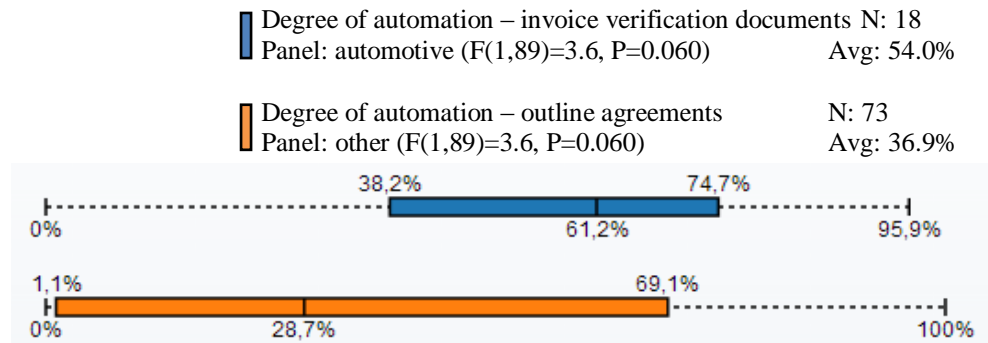 Degree of automation – invoice verification documents N: 18
Panel: automotive (F(1,89)=3.6, P=0.060) Avg: 54.0%
Degree of automation – outline agreements N: 73
Panel: other (F(1,89)=3.6, P=0.060) Avg: 36.9%
38,2% 74,7%
0% 61,2% 95,9%
1,1% 69,1%
0% 28,7% 100%